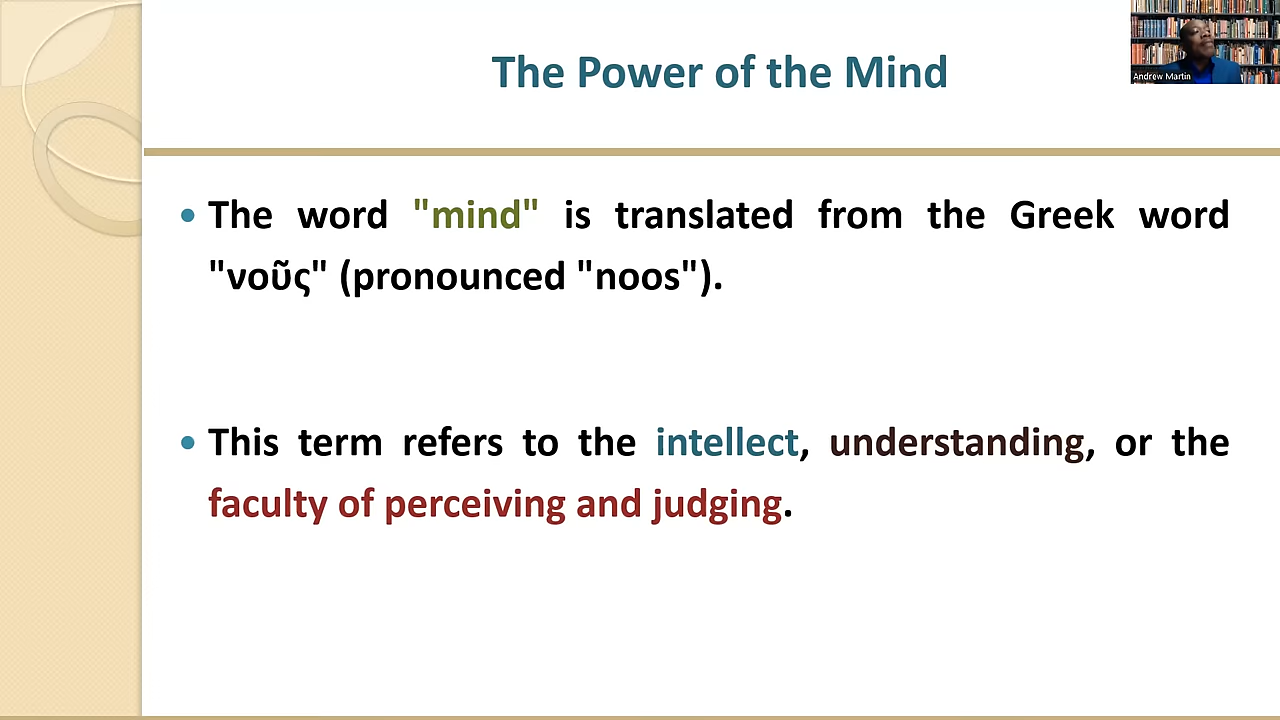 The Power of the Mind
Andrew Martin
• The word "mind" is translated from the Greek word
"νοῦς" (pronounced "noos").
• This term refers to the intellect, understanding, or the
faculty of perceiving and judging.